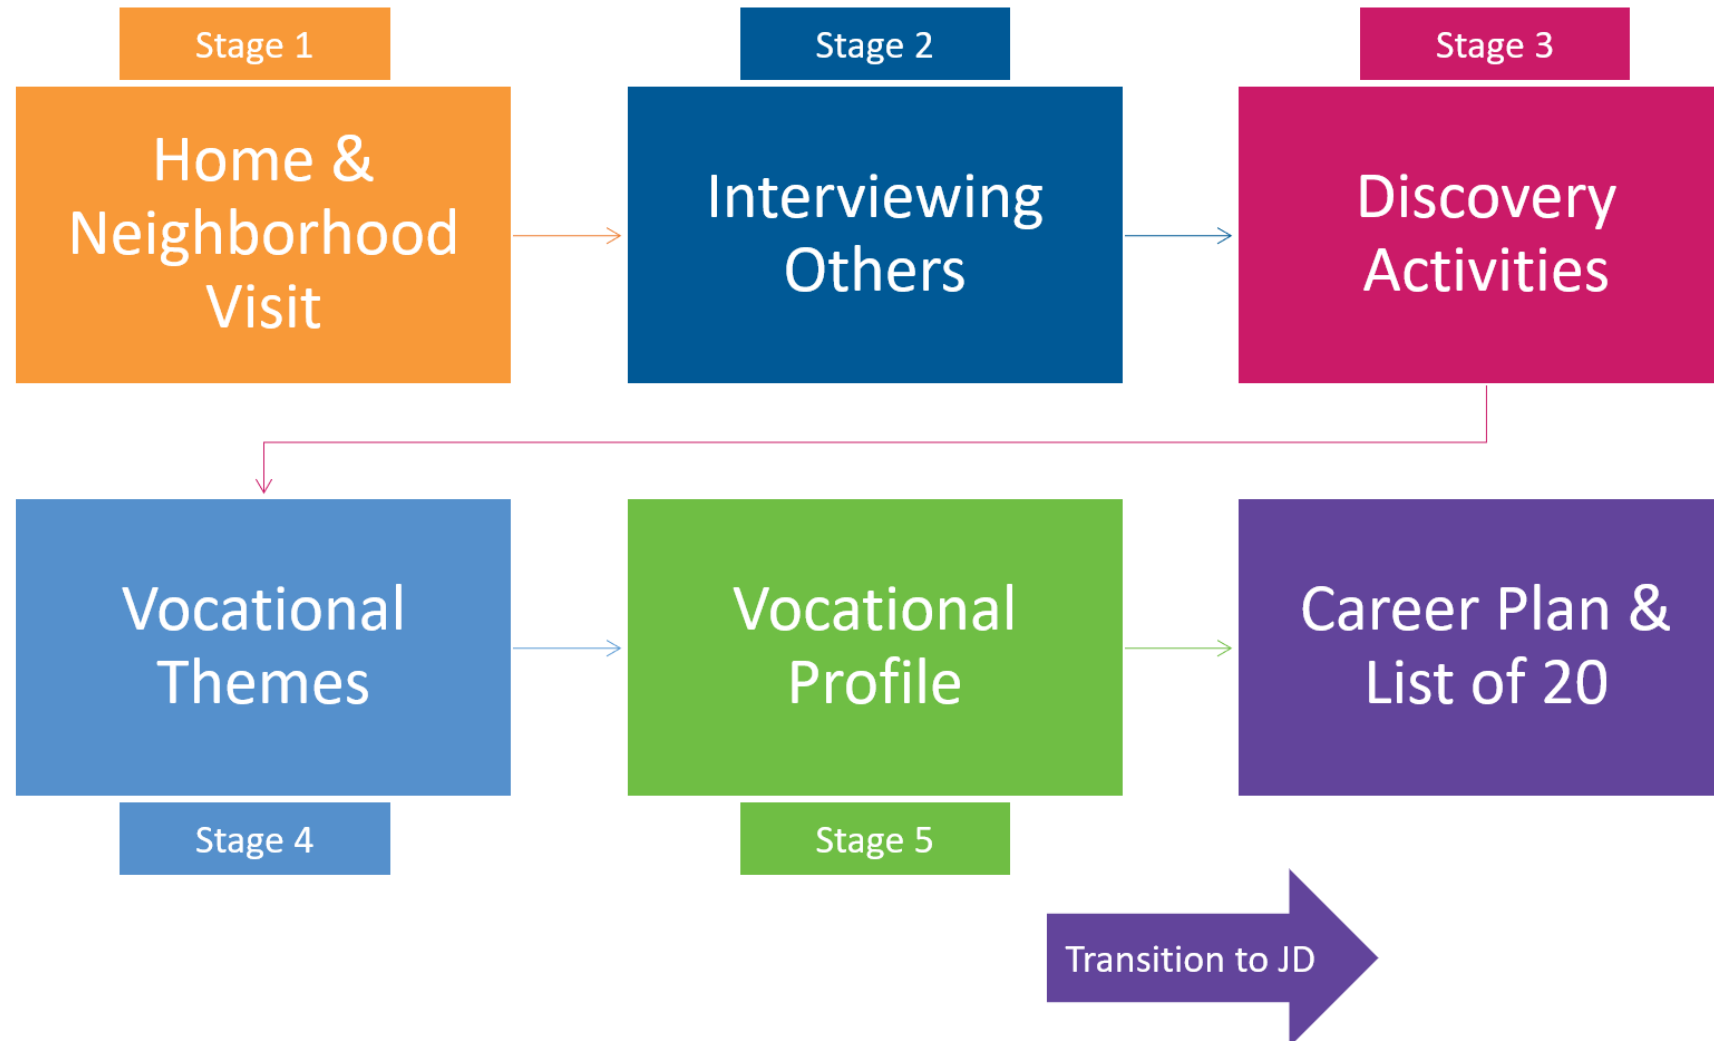 Stage 1
Home &
Neighborhood
Visit
Stage 2
Interviewing
Others
Stage 3
Discovery
Activities
Vocational
Themes
Stage 4
Vocational
Profile
Stage 5
Career Plan &
List of 20
Transition to JD